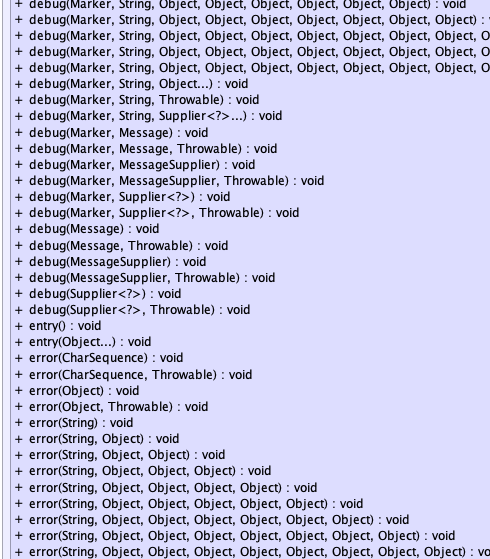 + debug(Marker, String, Object, Object, Object, Object, Object, Object) : void
+ debug(Marker, String, Object, Object, Object, Object, Object, Object, Object) :
+ debug(Marker, String, Object, Object, Object, Object, Object, Object, Object, O
+ debug(Marker, String, Object, Object, Object, Object, Object, Object, Object, O
+ debug(Marker, String, Object, Object, Object, Object, Object, Object, Object, O
+ debug(Marker, String, Object...) : void
+ debug(Marker, String, Throwable) : void
+ debug(Marker, String, Supplier<?>...) : void
+ debug(Marker, Message) : void
+ debug(Marker, Message, Throwable) : void
+ debug(Marker, MessageSupplier) : void
+ debug(Marker, MessageSupplier, Throwable) : void
+ debug(Marker, Supplier<?>) : void
+ debug(Marker, Supplier<?>, Throwable) : void
+ debug(Message) : void
+ debug(Message, Throwable) : void
+ debug(MessageSupplier) : void
+ debug(MessageSupplier, Throwable) : void
+ debug(Supplier<?>) : void
+ debug(Supplier<?>, Throwable) : void
+ entry() : void
+ entry(Object...) : void
+ error(CharSequence) : void
+ error(CharSequence, Throwable) : void
+ error(Object) : void
+ error(Object, Throwable) : void
+ error(String) : void
+ error(String, Object) : void
+ error(String, Object, Object) : void
+ error(String, Object, Object, Object) : void
+ error(String, Object, Object, Object, Object) : void
+ error(String, Object, Object, Object, Object, Object) : void
+ error(String, Object, Object, Object, Object, Object, Object) : void
+ error(String, Object, Object, Object, Object, Object, Object, Object) : void
+ error(String, Object, Object, Object, Object, Object, Object, Object, Object) : vo